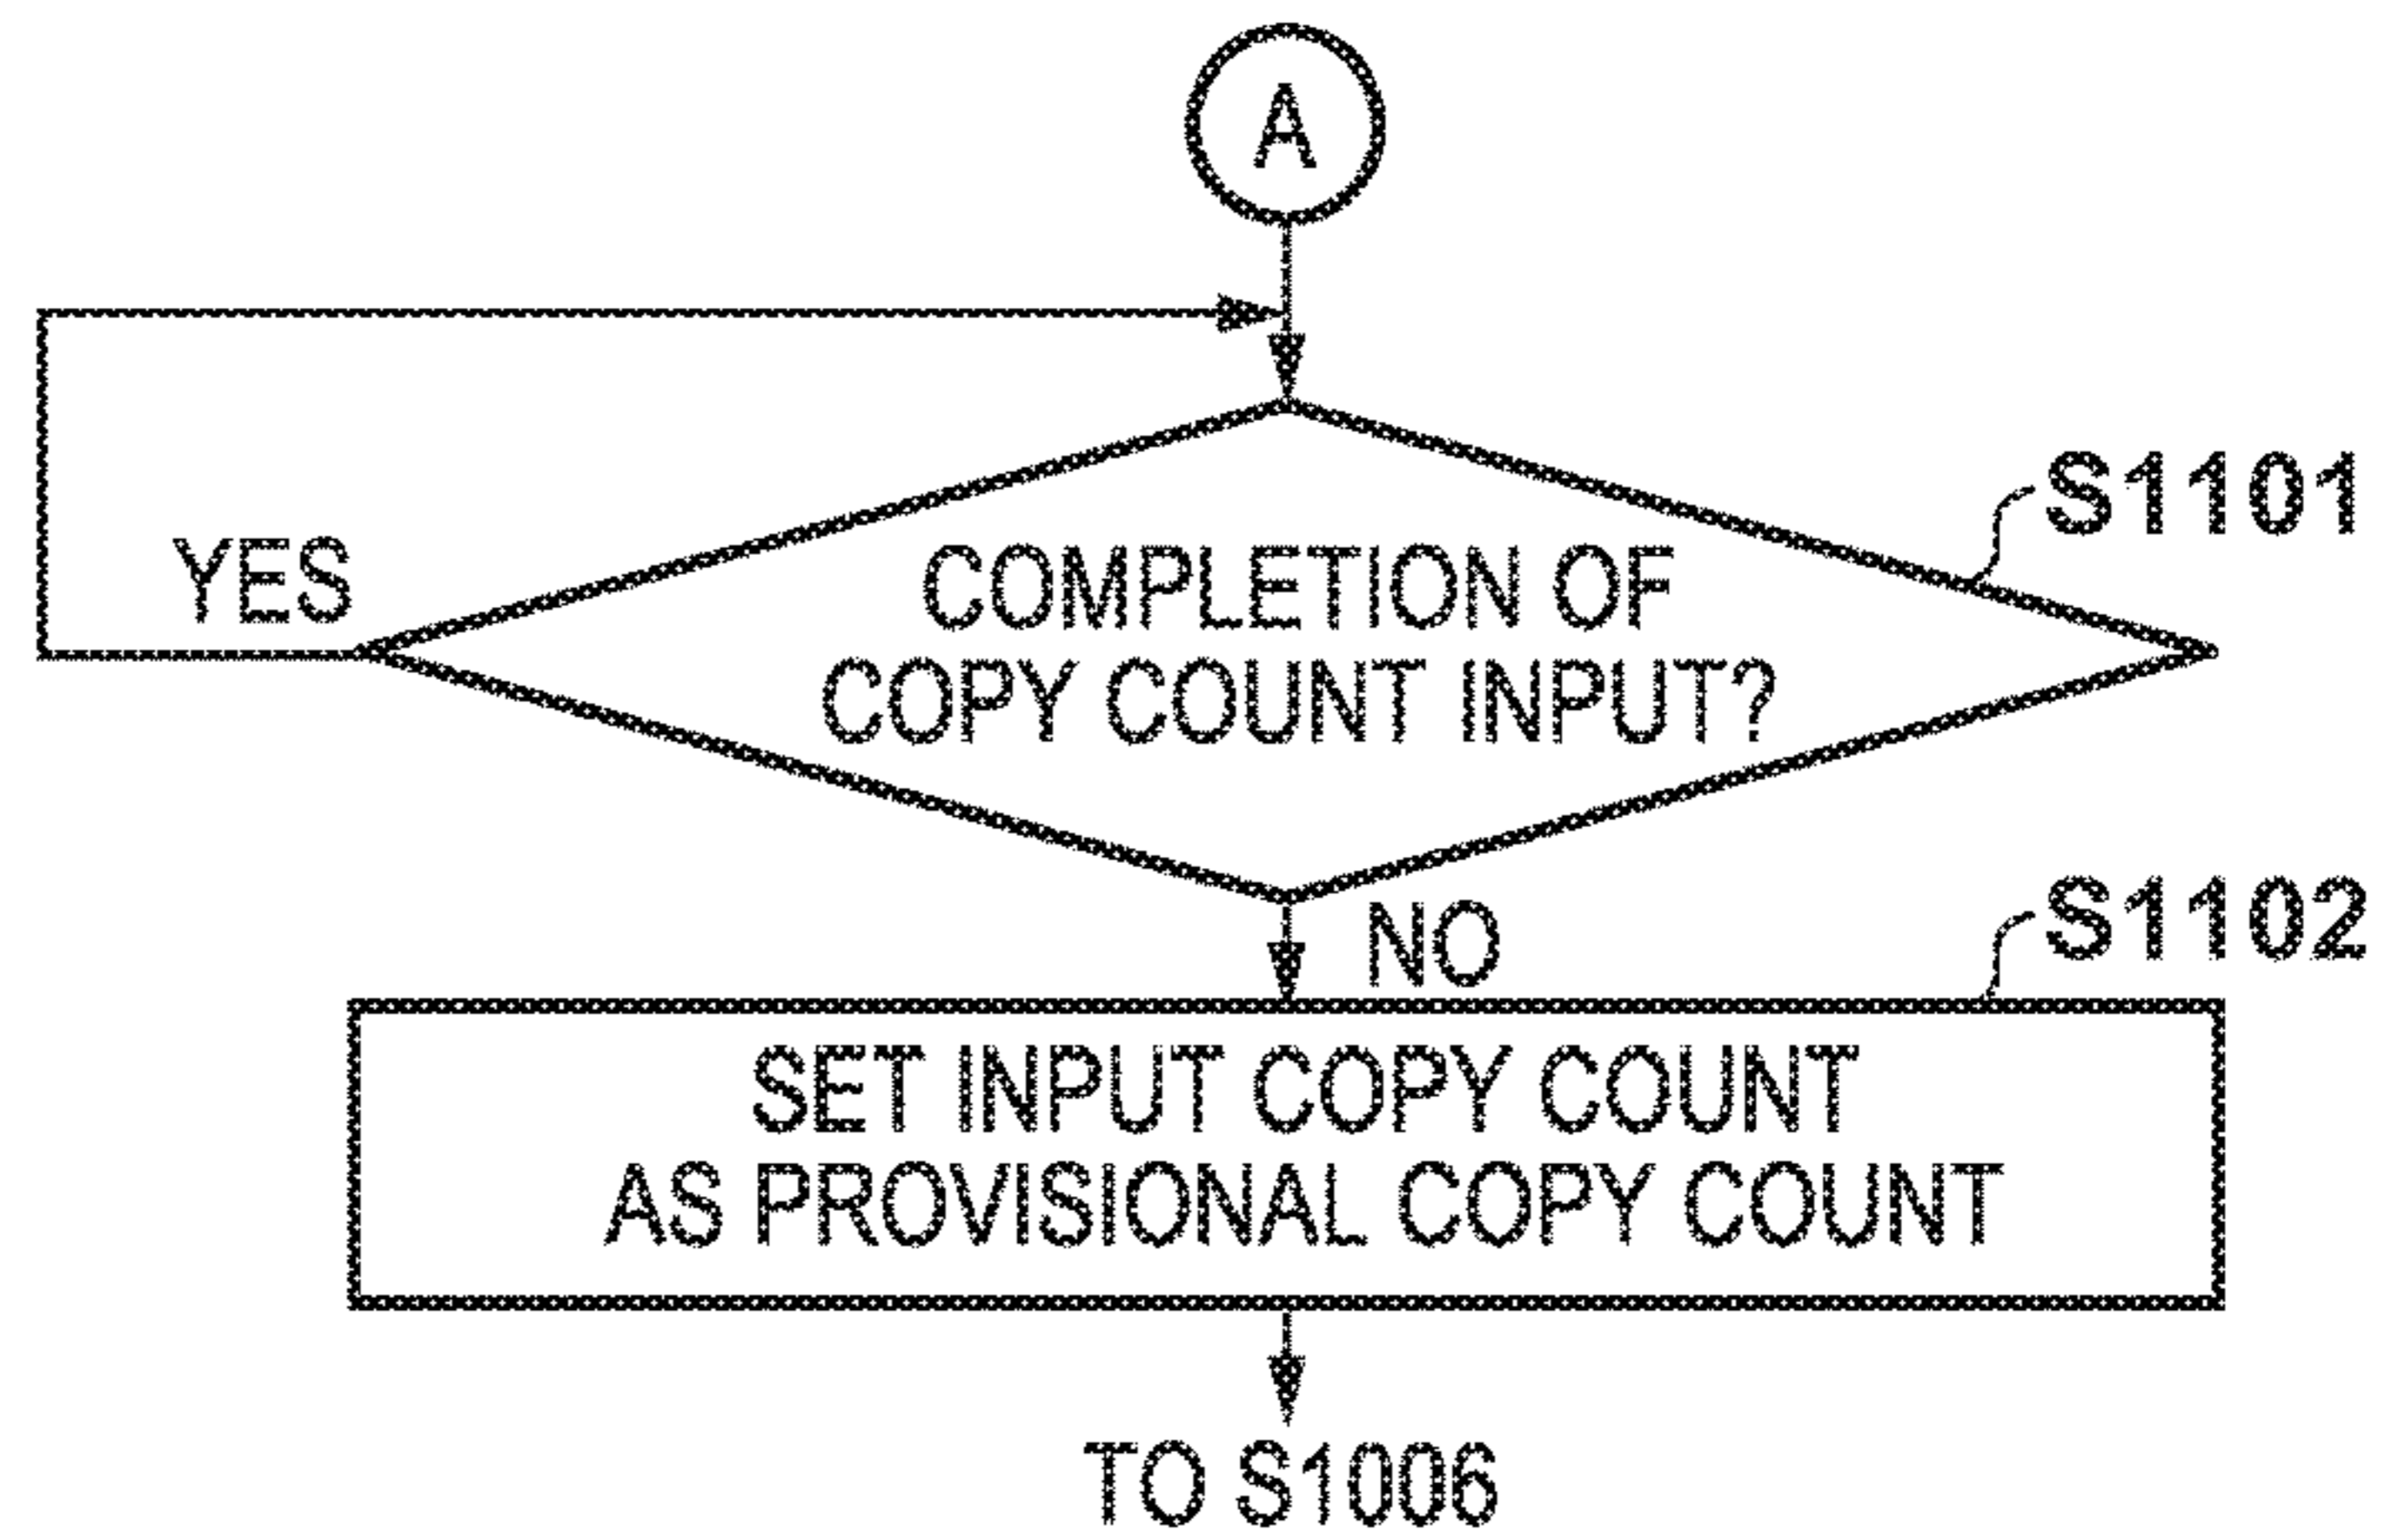 A
S1101
YES
COMPLETION OF
COPY COUNT INPUT?
NO
S1102
SET INPUT COPY COUNT
AS PROVISIONAL COPY COUNT
TO S1006